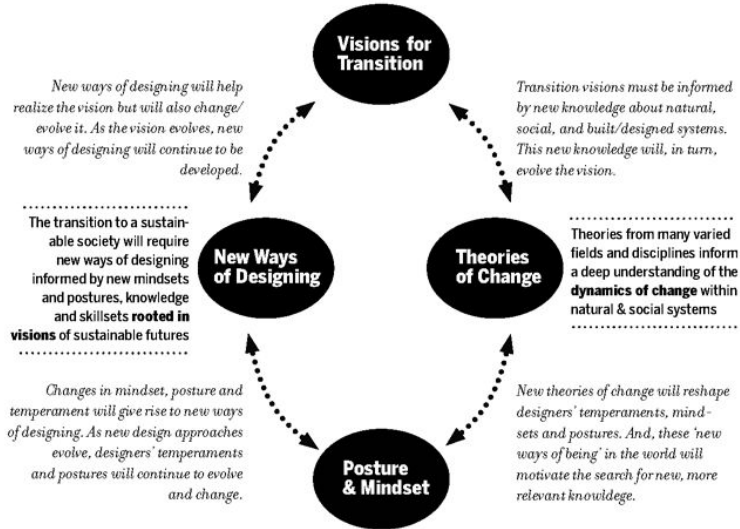 Visions for
Transition
New ways of designing will help
realize the vision but will also change/
evolve it. As the vision evolves, new
ways of designing will continue to be
developed.
Transition visions must be informed
by new knowledge about natural,
social, and built/designed systems.
This new knowledge will, in turn,
evolve the vision.
The transition to a sustain-
able society will require
new ways of designing
informed by new mindsets
and postures, knowledge
and skillsets rooted in
visions of sustainable futures
New Ways
of Designing
Theories
of Change
Theories from many varied
fields and disciplines inform
a deep understanding of the
dynamics of change within
natural & social systems
Changes in mindset, posture and
temperament will give rise to new ways
of designing. As new design approaches
evolve, designers' temperaments
and postures will continue to evolve
and change.
New theories of change will reshape
designers' temperaments, mind-
sets and postures. And, these 'new
ways of being' in the world will
motivate the search for new, more
relevant knowldege.
Posture
& Mindset